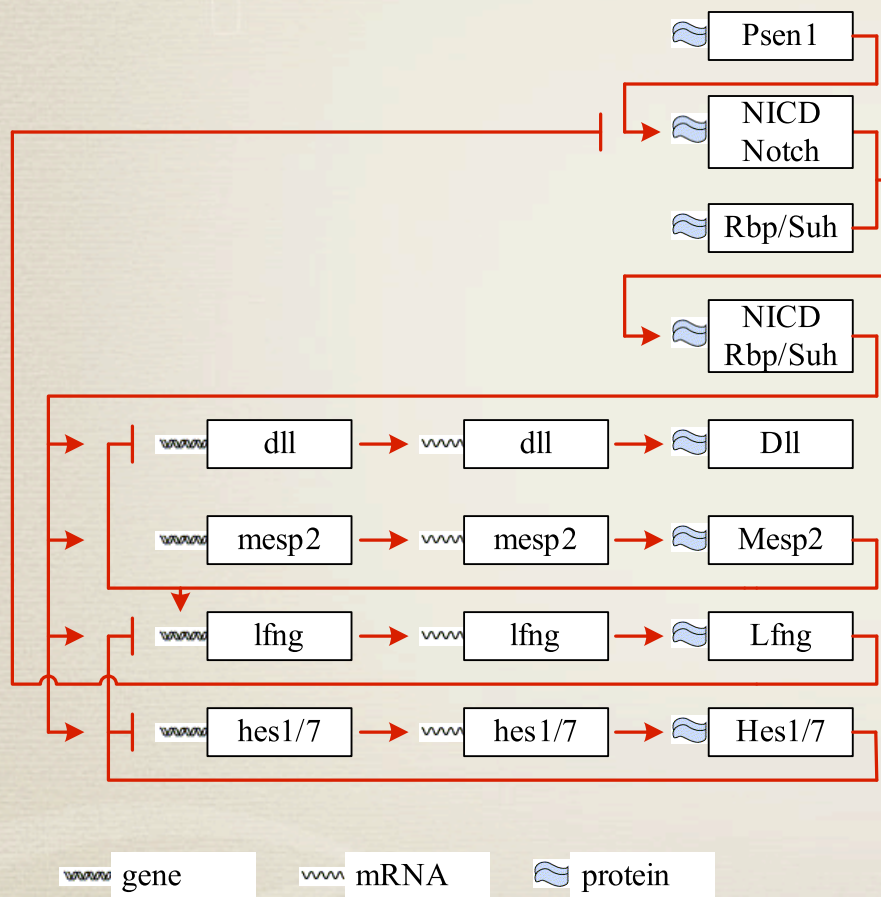 Psen1
NICD
Notch
Rbp/Suh
NICD
Rbp/Suh
dll
dll
Dll
mesp2
mesp2
Mesp2
lfng
lfng
Lfng
hes1/7
hes1/7
Hes1/7
gene
mRNA
protein